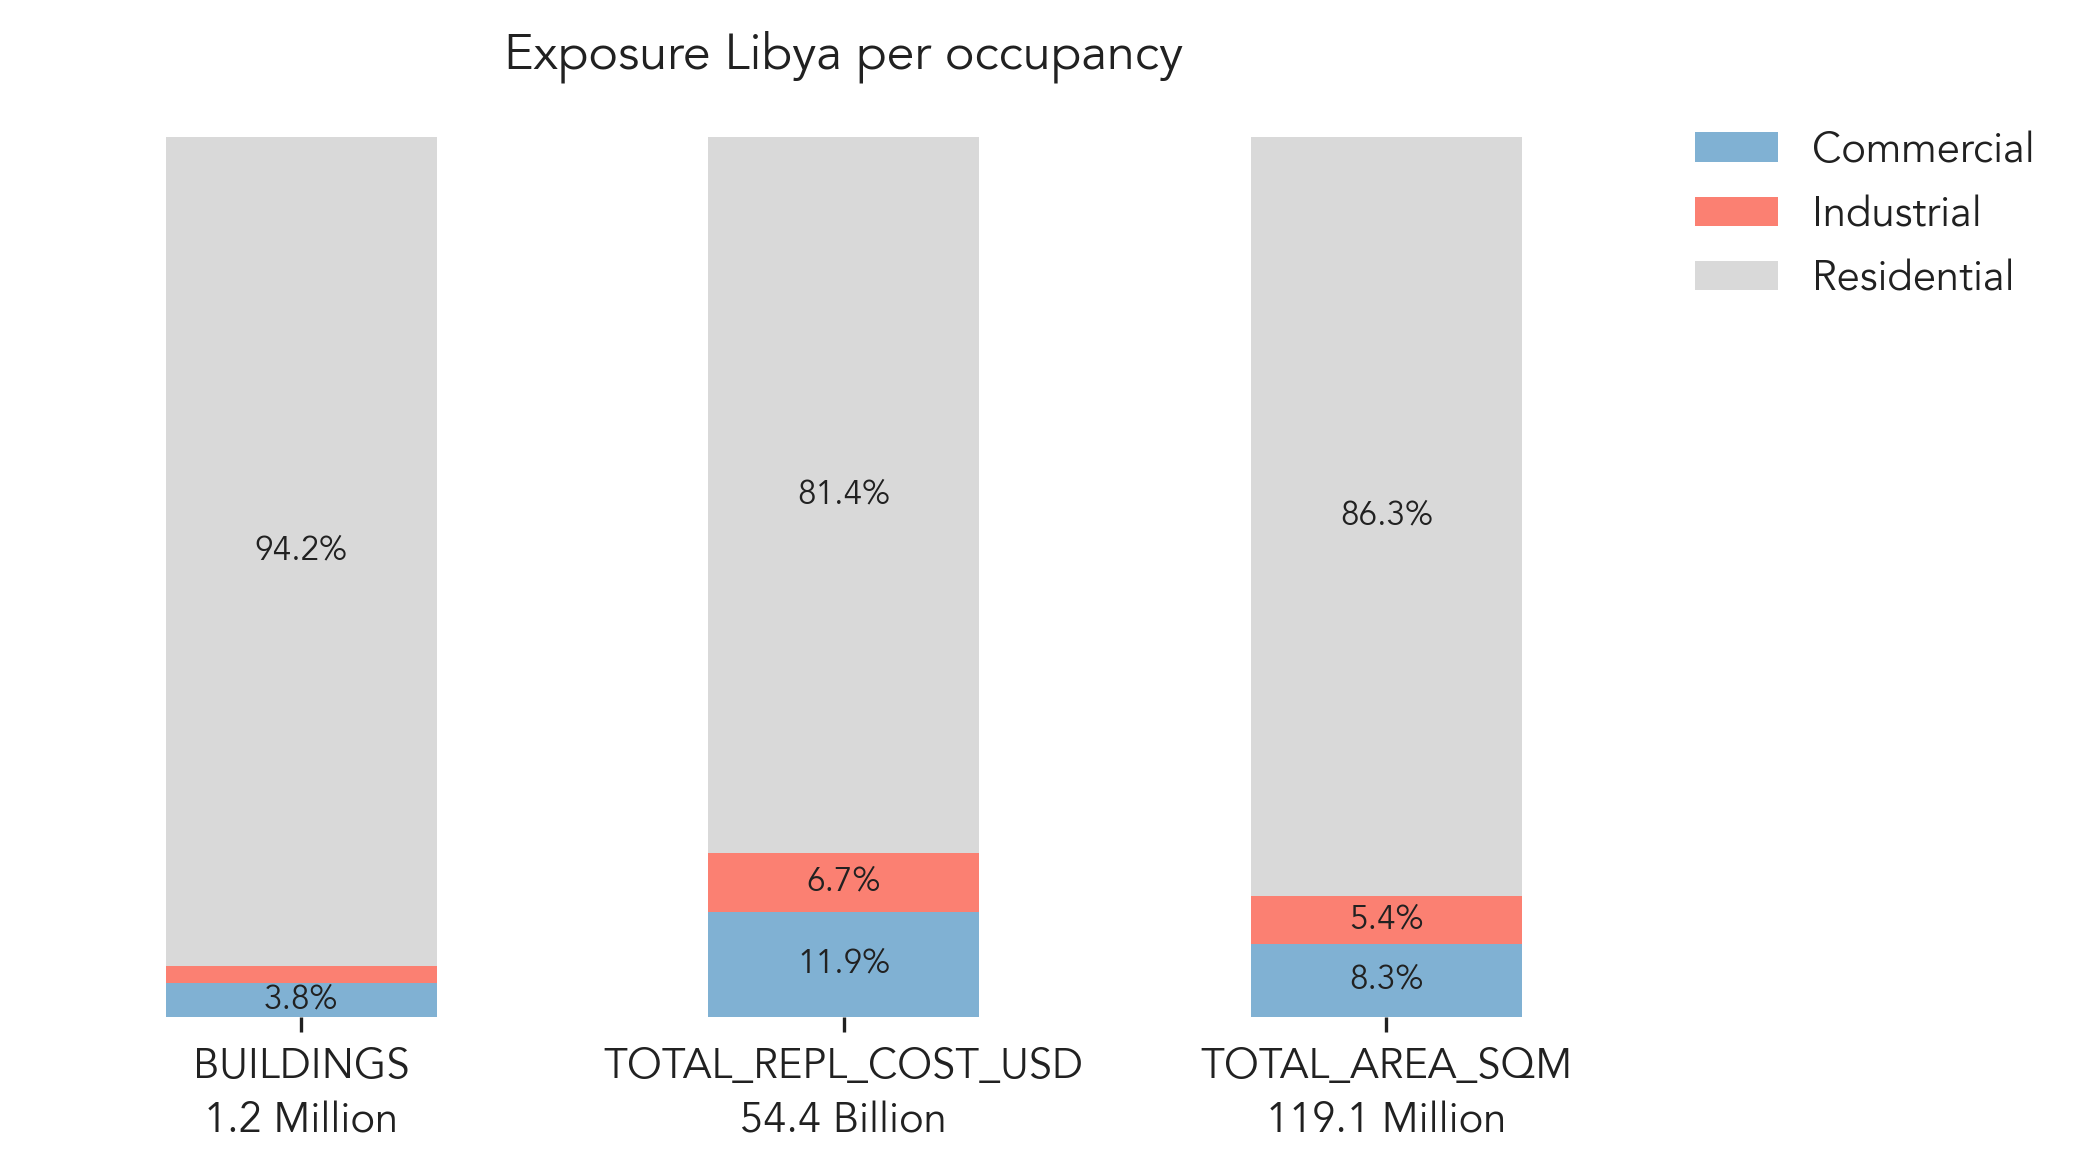 Exposure Libya per occupancy
Commercial
Industrial
Residential
94.2%
3.8%
81.4%
6.7%
11.9%
86.3%
5.4%
8.3%
BUILDINGS
1.2 Million
TOTAL_REPL_COST_USD
54.4 Billion
TOTAL_AREA_SQM
119.1 Million